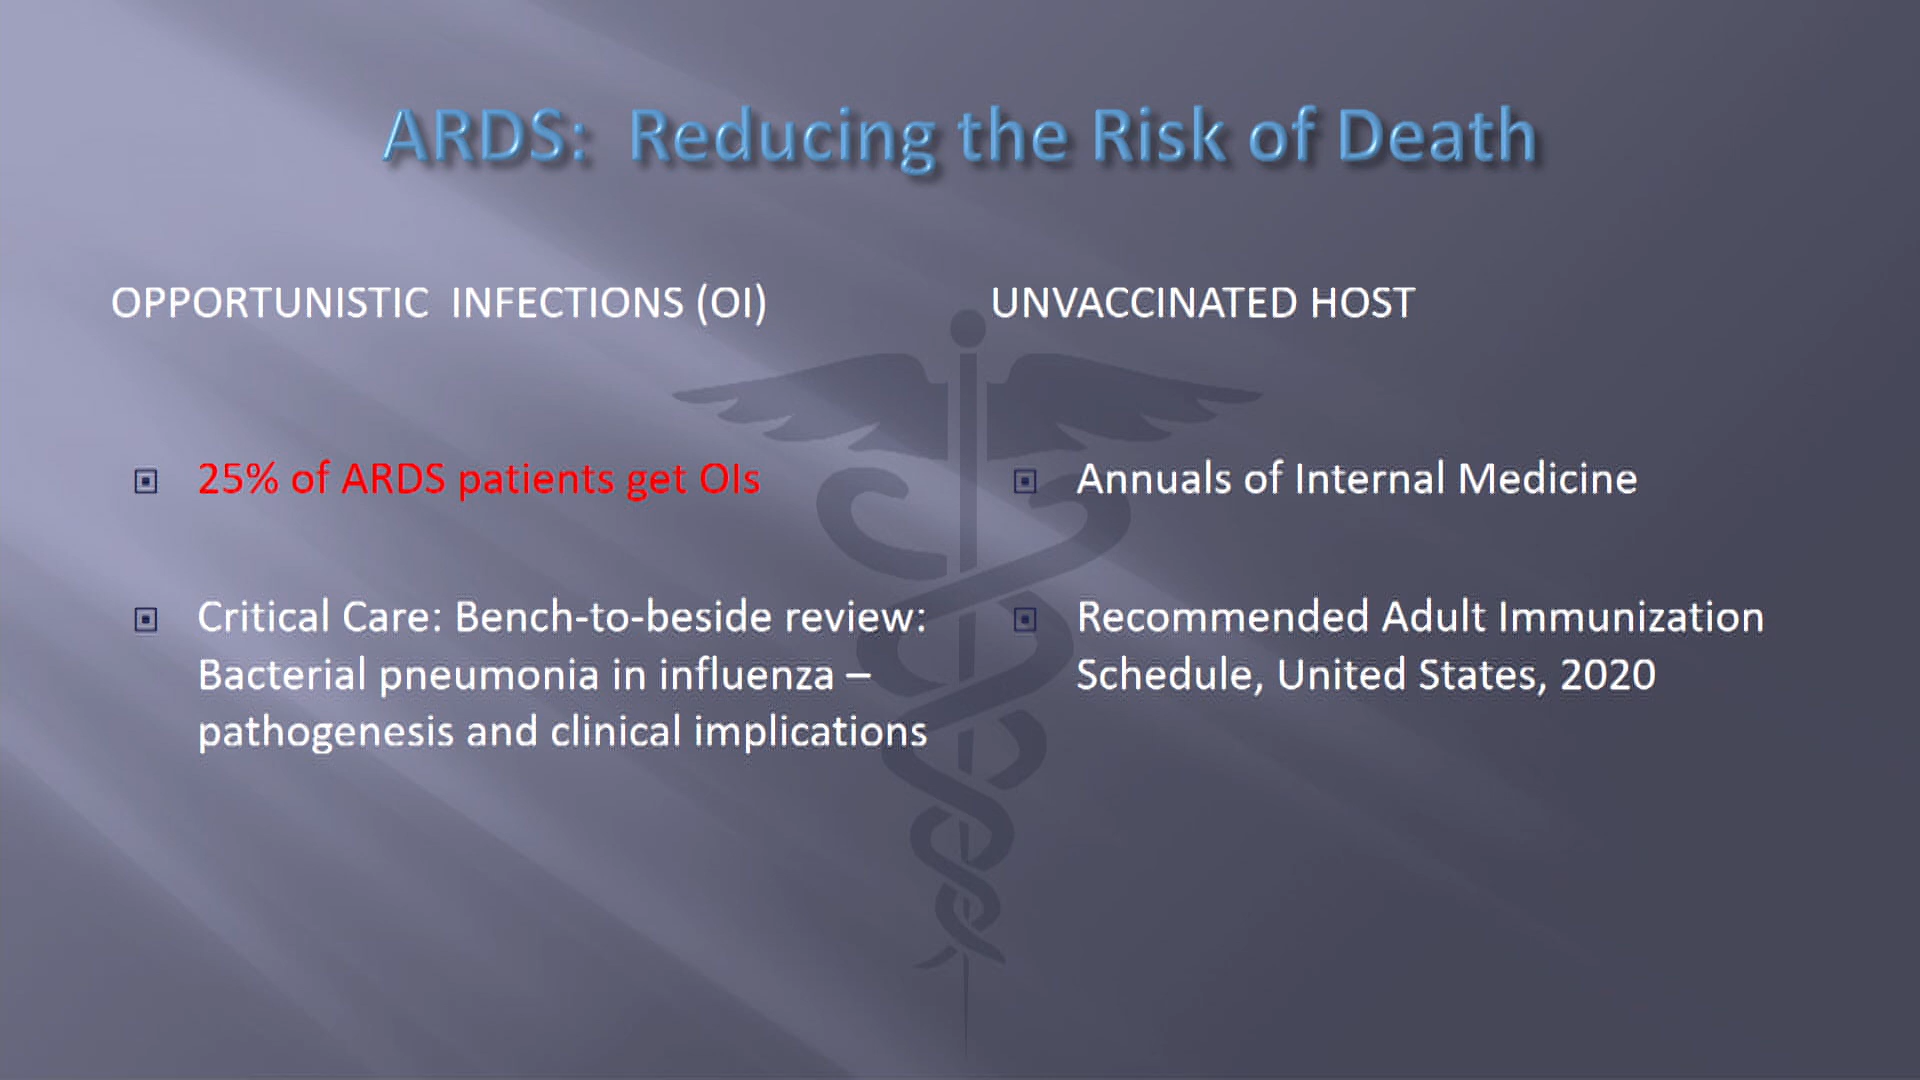 ARDS:  Reducing the Risk of Death
OPPORTUNISTIC  INFECTIONS (OI)
25% of ARDS patients get OIs
Critical Care: Bench-to-beside review:
Bacterial pneumonia in influenza –
pathogenesis and clinical implications
UNVACCINATED HOST
Annuals of Internal Medicine
Recommended Adult Immunization
Schedule, United States, 2020